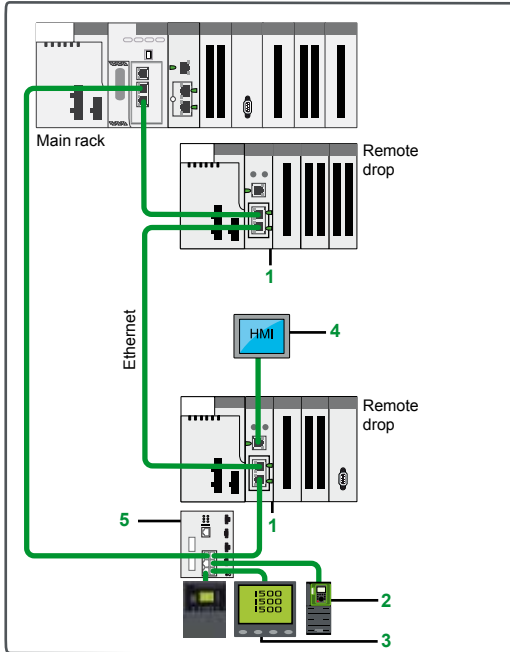 Main rack
Remote
drop
1
Ethernet
HMI
4
Remote
drop
1
5
1500
1500
1500
2
3